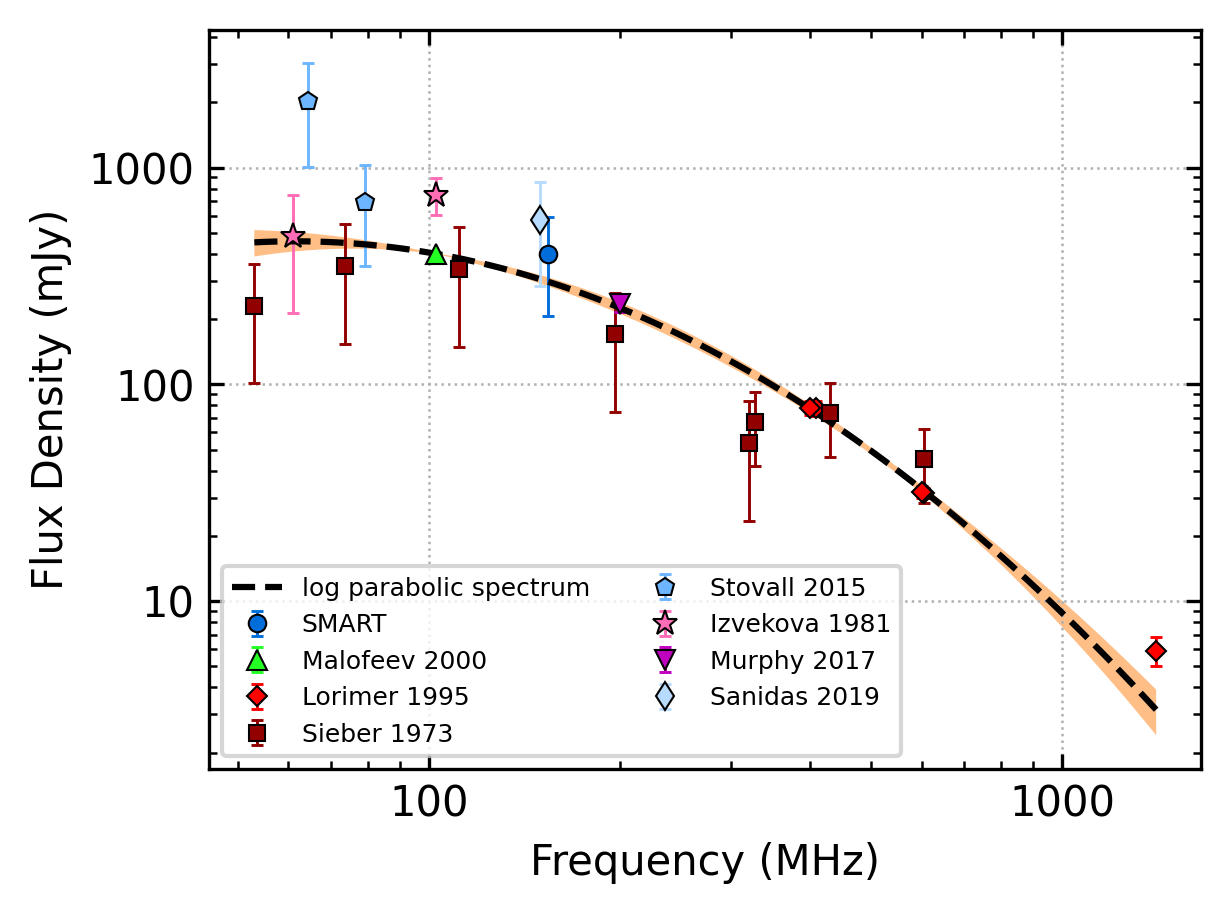 1000
100
10
Flux Density (mJy)
log parabolic spectrum
SMART
Malofeev 2000
Lorimer 1995
Sieber 1973
Stovall 2015
Izvekova 1981
Murphy 2017
Sanidas 2019
100
1000
Frequency (MHz)